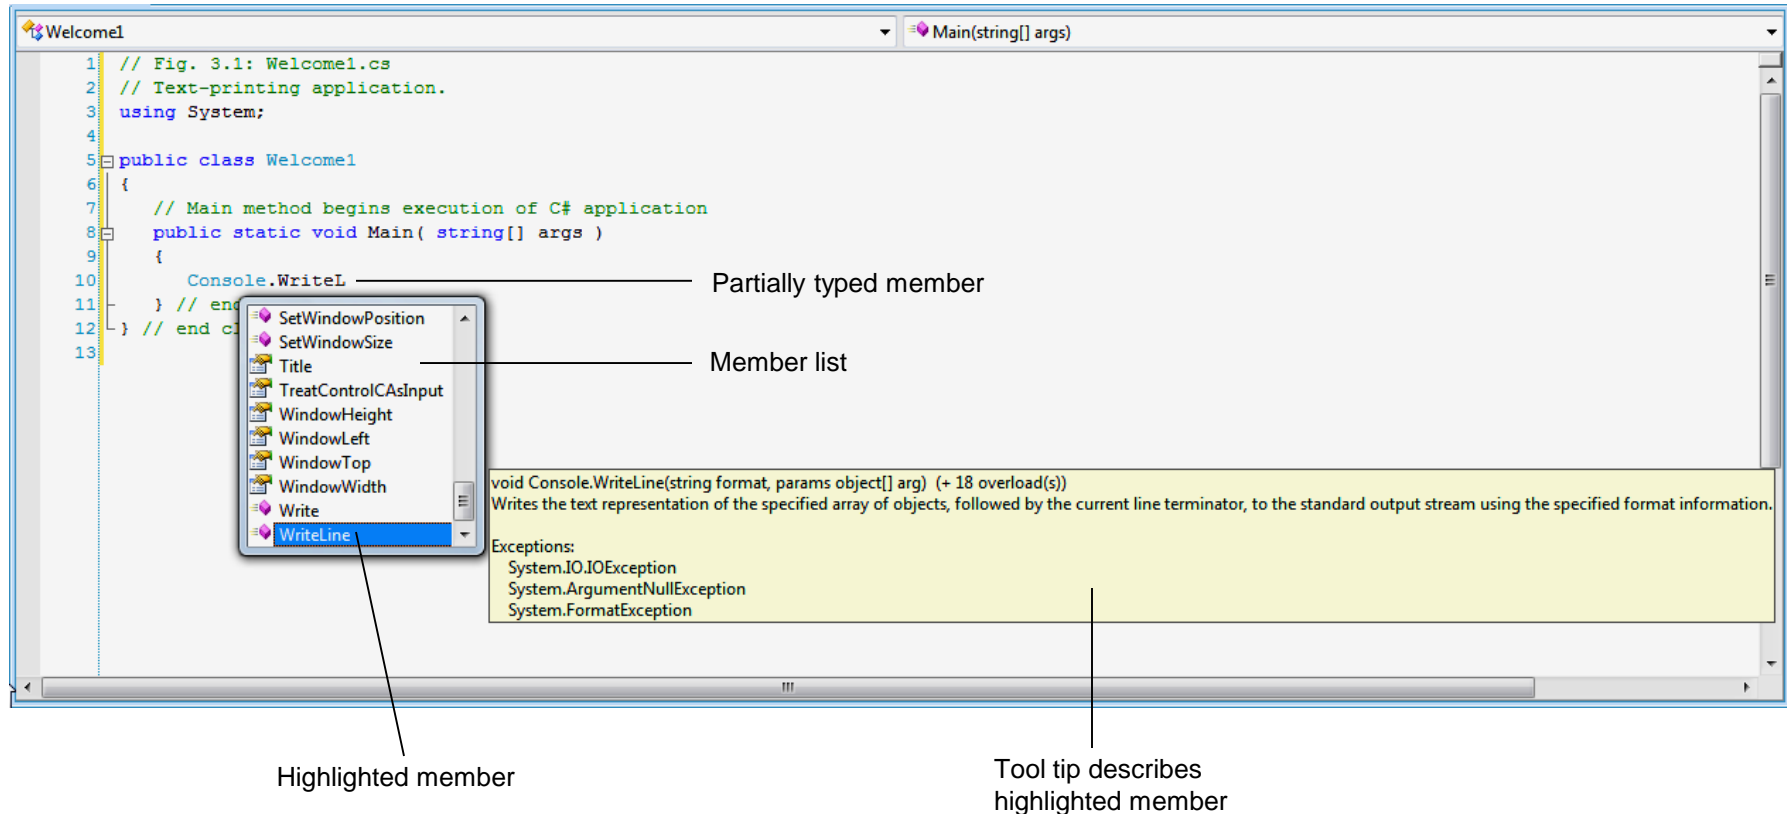 Welcome1
Main(string[] args)
1 // Fig. 3.1: Welcome1.cs
2 // Text-printing application.
3 using System;
4
5 public class Welcome1
6 {
7 // Main method begins execution of C# application
8 public static void Main( string[] args )
9 {
10 Console.WriteL
11 } // end
12 } // end cl
13
Partially typed member
SetWindowPosition
SetWindowSize
Title
TreatControlCAsInput
WindowHeight
WindowLeft
WindowTop
WindowWidth
Write
WriteLine
Member list
void Console.WriteLine(string format, params object[] arg) (+ 18 overload(s))
Writes the text representation of the specified array of objects, followed by the current line terminator, to the standard output stream using the specified format information.
Exceptions:
System.IO.IOException
System.ArgumentNullException
System.FormatException
Highlighted member
Tool tip describes
highlighted member